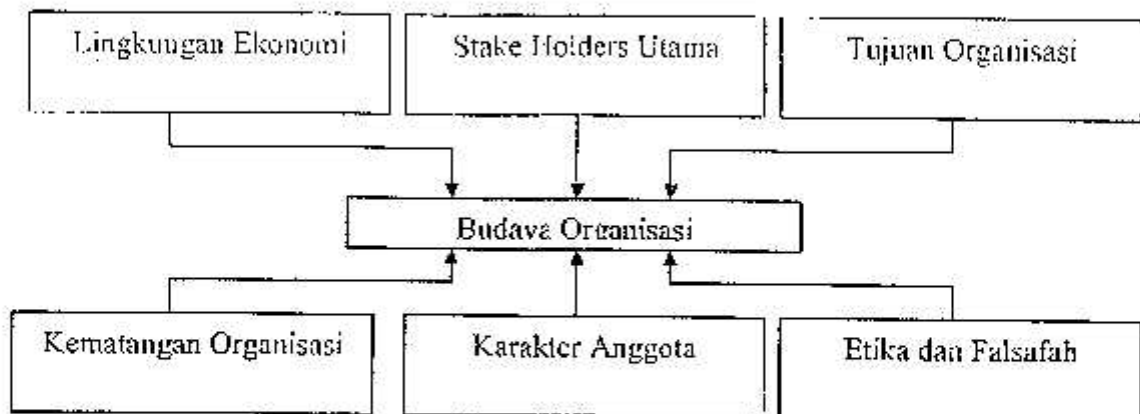 Lingkungan Ekonomi
Stake Holders Utama
Tujuan Organisasi
Budaya Organisasi
Kematangan Organisasi
Karakter Anggota
Etika dan Falsafah